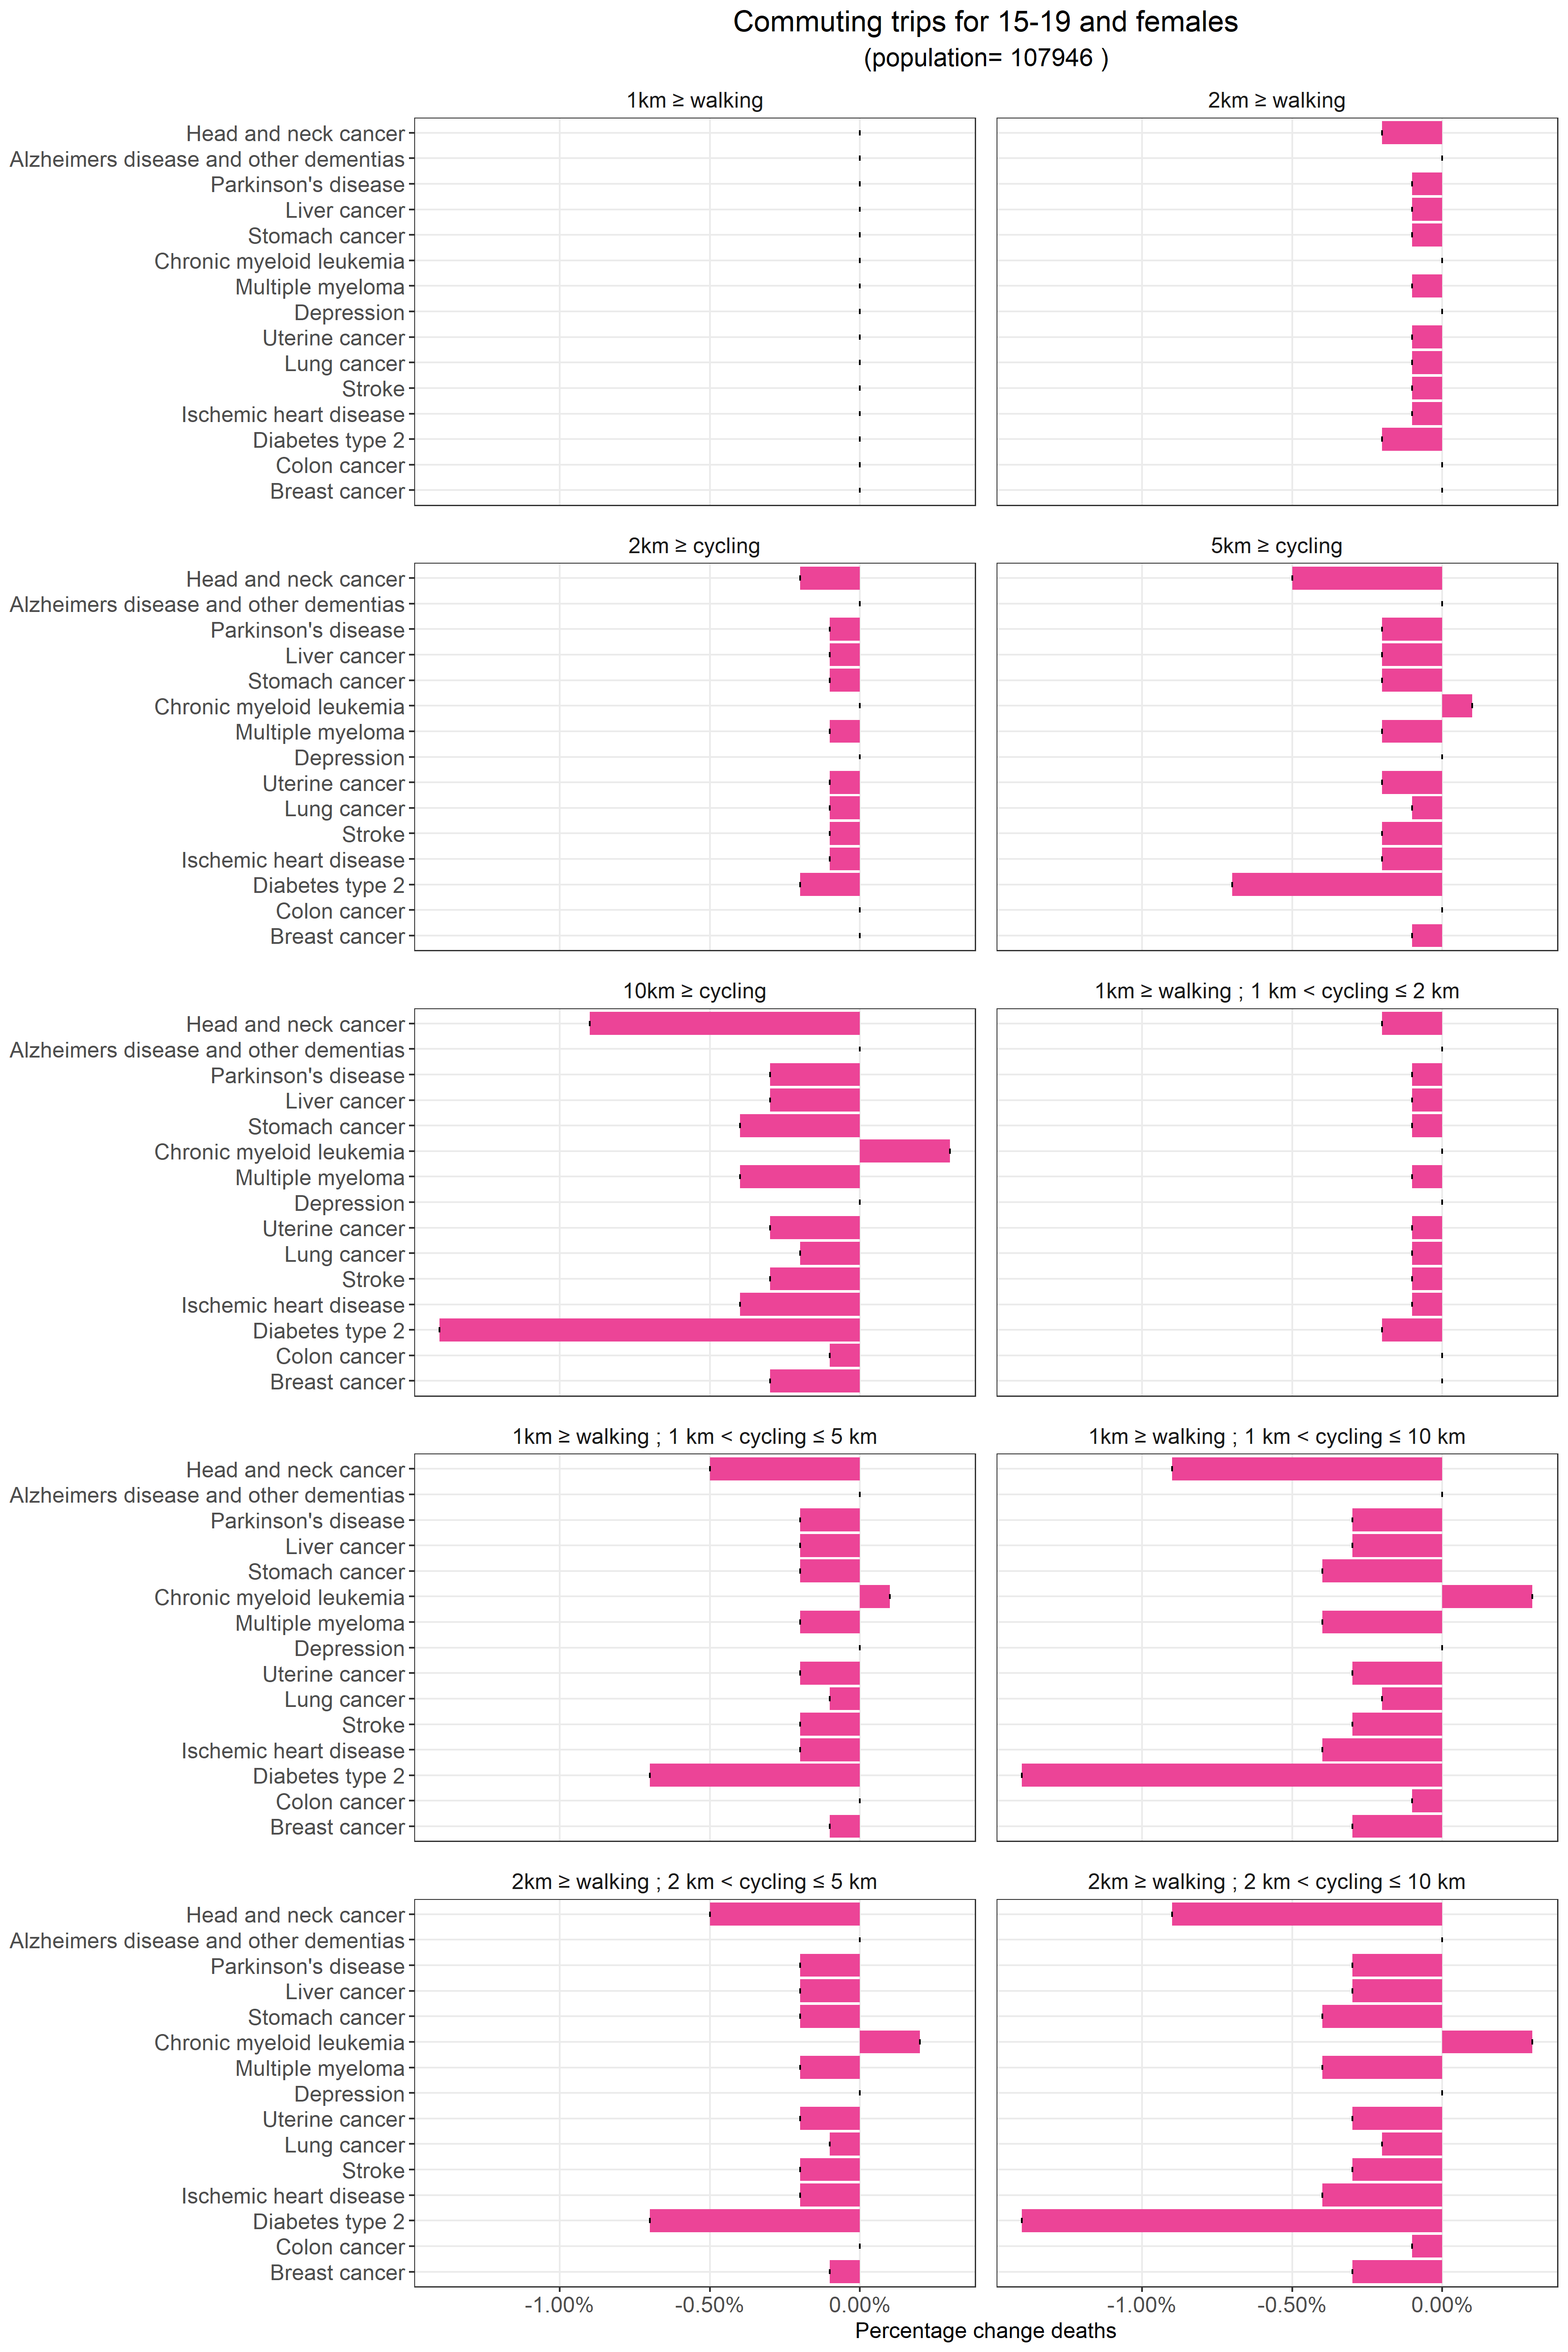 Commuting trips for 15-19 and females
(population= 107946 )
1km ≥ walking
2km ≥ walking
Head and neck cancer
Alzheimers disease and other dementias
Parkinson's disease
Liver cancer
Stomach cancer
Chronic myeloid leukemia
Multiple myeloma
Depression
Uterine cancer
Lung cancer
Stroke
Ischemic heart disease
Diabetes type 2
Colon cancer
Breast cancer
2km ≥ cycling
5km ≥ cycling
Head and neck cancer
Alzheimers disease and other dementias
Parkinson's disease
Liver cancer
Stomach cancer
Chronic myeloid leukemia
Multiple myeloma
Depression
Uterine cancer
Lung cancer
Stroke
Ischemic heart disease
Diabetes type 2
Colon cancer
Breast cancer
10km ≥ cycling
1km ≥ walking ; 1 km < cycling ≤ 2 km
Head and neck cancer
Alzheimers disease and other dementias
Parkinson's disease
Liver cancer
Stomach cancer
Chronic myeloid leukemia
Multiple myeloma
Depression
Uterine cancer
Lung cancer
Stroke
Ischemic heart disease
Diabetes type 2
Colon cancer
Breast cancer
1km ≥ walking ; 1 km < cycling ≤ 5 km
1km ≥ walking ; 1 km < cycling ≤ 10 km
Head and neck cancer
Alzheimers disease and other dementias
Parkinson's disease
Liver cancer
Stomach cancer
Chronic myeloid leukemia
Multiple myeloma
Depression
Uterine cancer
Lung cancer
Stroke
Ischemic heart disease
Diabetes type 2
Colon cancer
Breast cancer
2km ≥ walking ; 2 km < cycling ≤ 5 km
2km ≥ walking ; 2 km < cycling ≤ 10 km
Head and neck cancer
Alzheimers disease and other dementias
Parkinson's disease
Liver cancer
Stomach cancer
Chronic myeloid leukemia
Multiple myeloma
Depression
Uterine cancer
Lung cancer
Stroke
Ischemic heart disease
Diabetes type 2
Colon cancer
Breast cancer
-1.00% -0.50% 0.00% -1.00% -0.50% 0.00%
Percentage change deaths